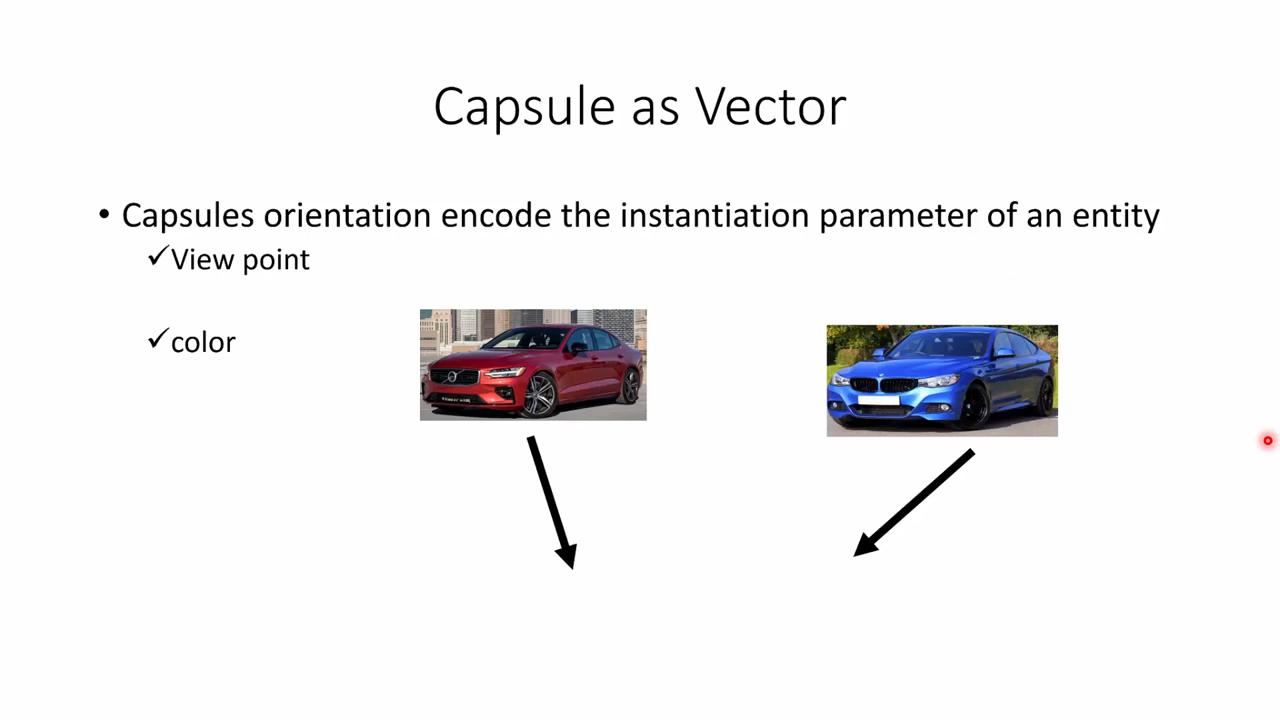 Capsule as Vector
• Capsules orientation encode the instantiation parameter of an entity
✓View point
✓color